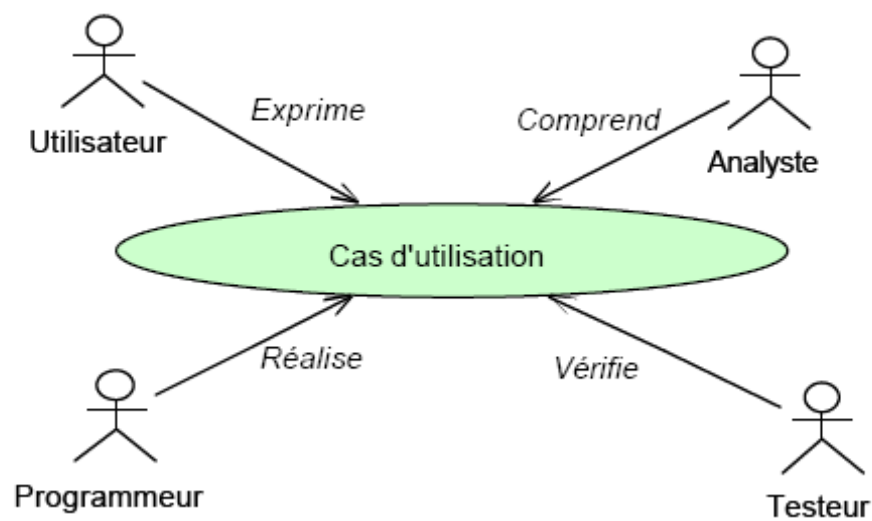 Exprime
Utilisateur
Comprend
Analyste
Cas d'utilisation
Réalise
Vérifie
Programmeur
Testeur